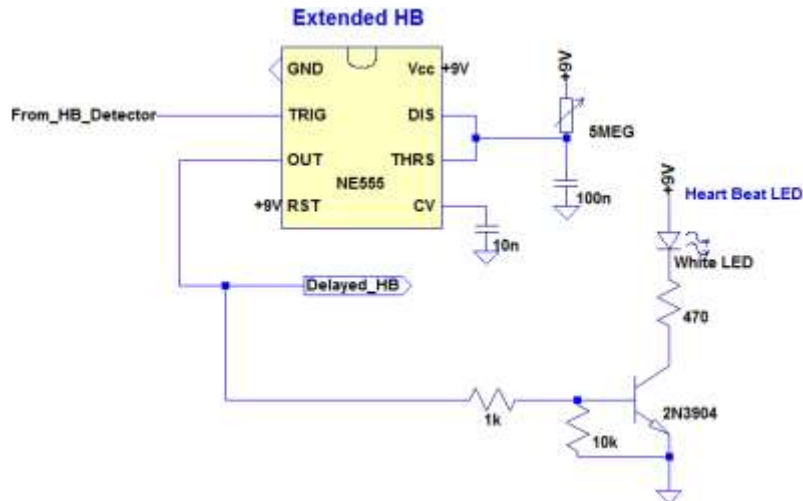 Extended HB
GND
Vcc
+9V
+9V
From_HB_Detector
TRIG
DIS
5MEG
OUT
THRS
NE555
+9V
RST
CV
100n
10n
+9V
Heart Beat LED
White LED
Delayed_HB
470
1k
10k
2N3904